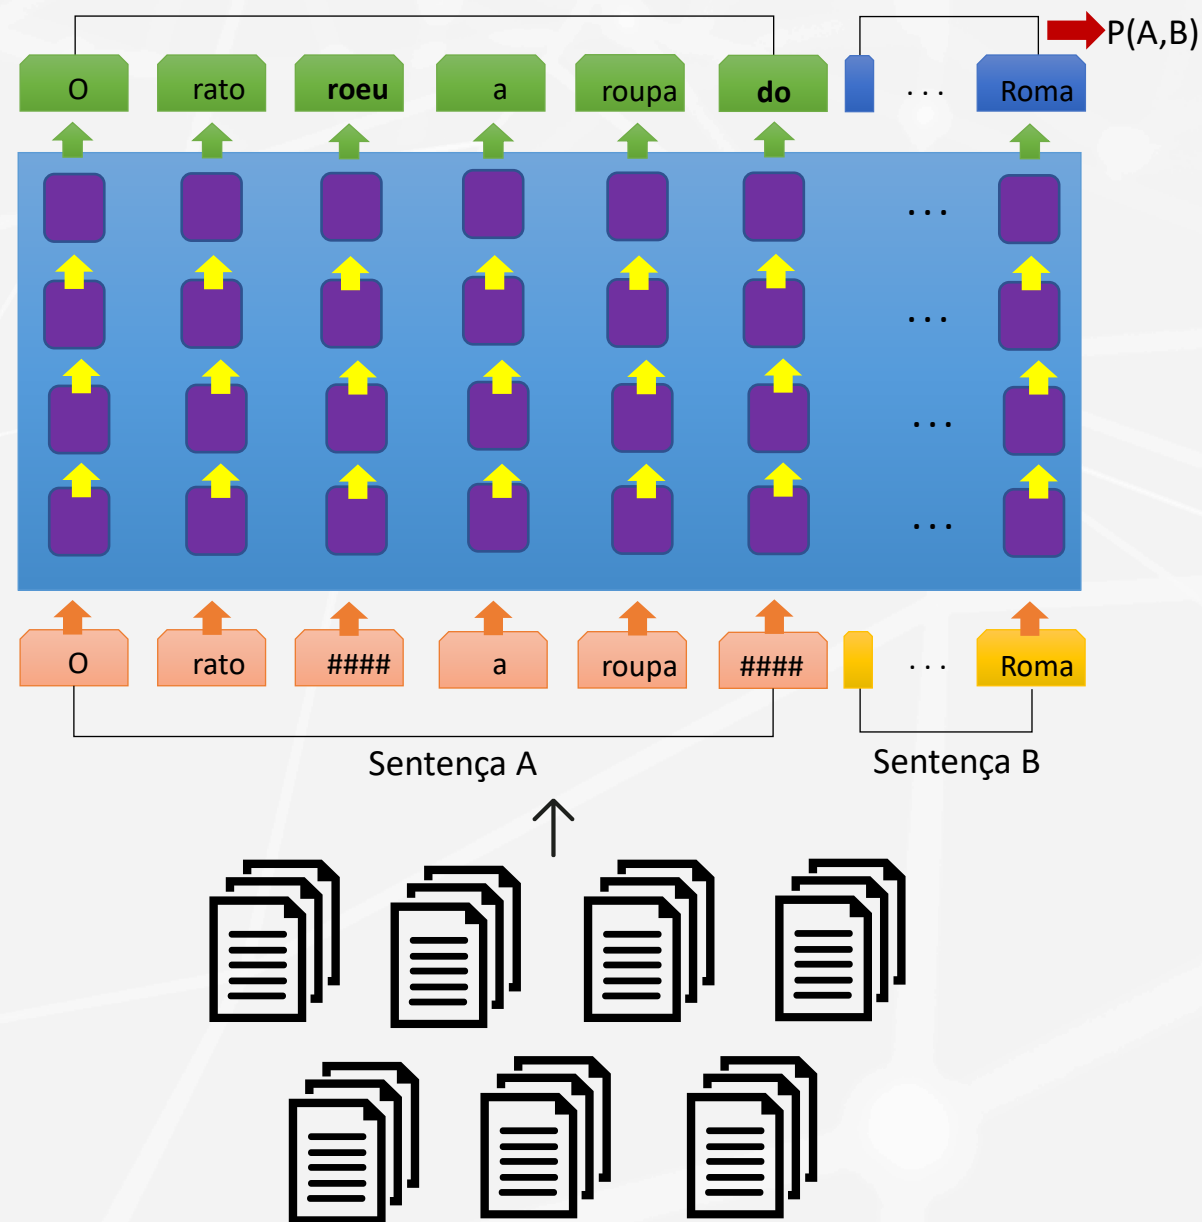 P(A,B)
O rato roeu a roupa do ... Roma
...
...
...
...
O rato #### a roupa #### ... Roma
Sentença A Sentença B